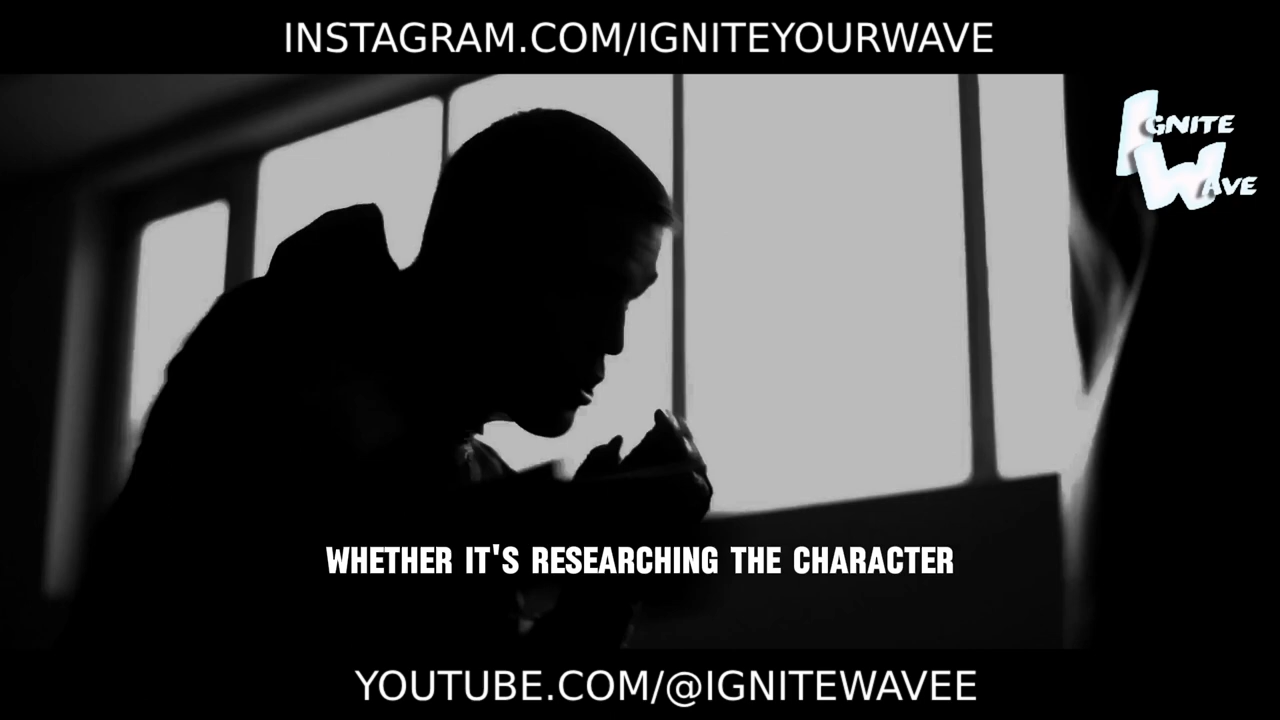 INSTAGRAM.COM/IGNITEYOURWAVE
IGNITE
WAVE
WHETHER IT'S RESEARCHING THE CHARACTER
YOUTUBE.COM/@IGNITEWAVEE